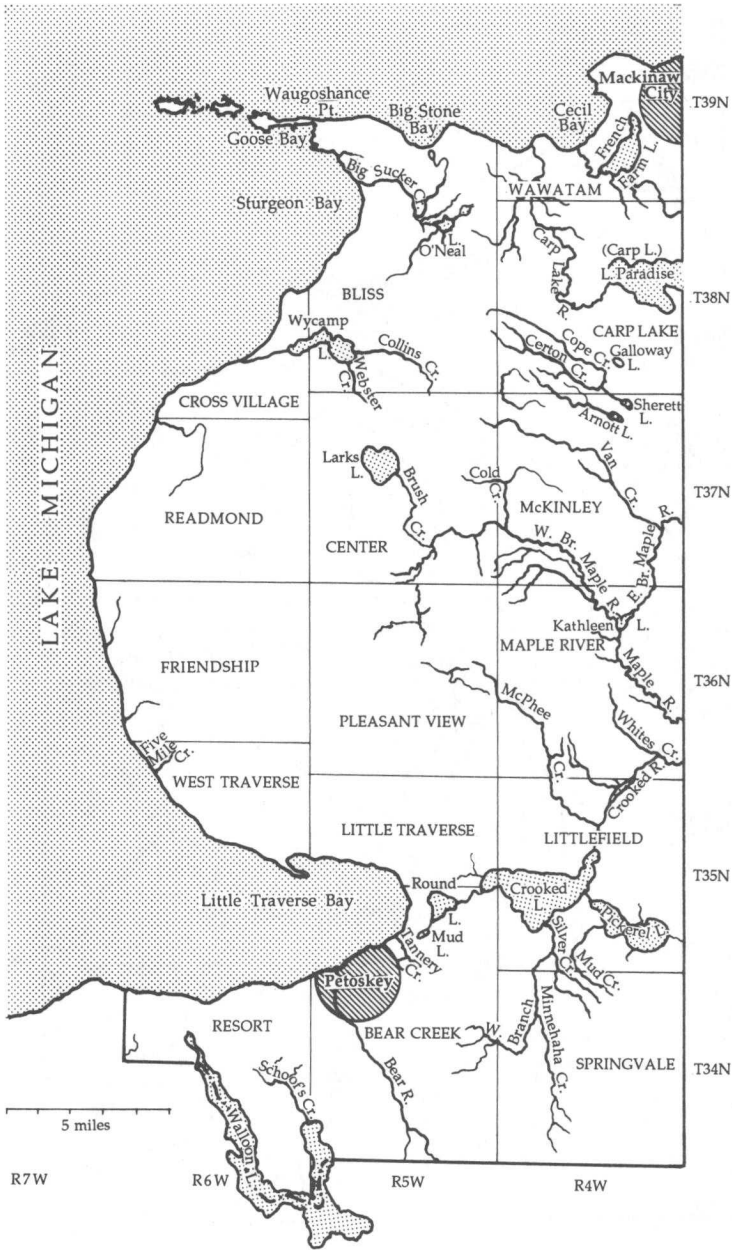 Mackinaw
City
T39N
Waugoshance
Pt.
Big Stone
Bay
Cecil
Bay
Goose Bay
French
Farm L.
Big Sucker Cr.
WAWATAM
Sturgeon Bay
L.
O'Neal
Carp
Lake
R.
(Carp L.)
L. Paradise
T38N
BLISS
Wycamp
L.
Webster
Cr.
Collins
Cr.
CARP LAKE
Cope Cr.
Galloway
L.
Certon Cr.
Sherett
L.
Arnott L.
CROSS VILLAGE
LAKE MICHIGAN
Larks
L.
Brush
Cr.
Cold
Cr.
Van
Cr.
T37N
READMOND
McKINLEY
CENTER
W. Br. Maple R.
E. Br. Maple R.
Kathleen L.
MAPLE RIVER
Maple
R.
T36N
FRIENDSHIP
McPhee
Cr.
PLEASANT VIEW
Whites Cr.
Five
Mile
Cr.
WEST TRAVERSE
Crooked R.
LITTLE TRAVERSE
LITTLEFIELD
T35N
Round
L.
Crooked
L.
Little Traverse Bay
Pickerel L.
Mud
L.
Tannery
Cr.
Silver
Cr.
Mud Cr.
Petoskey
RESORT
BEAR CREEK
W.
Branch
Minnehaha Cr.
SPRINGVALE
T34N
Schoof's Cr.
Bear R.
Walloon L.
5 miles
R7W
R6W
R5W
R4W